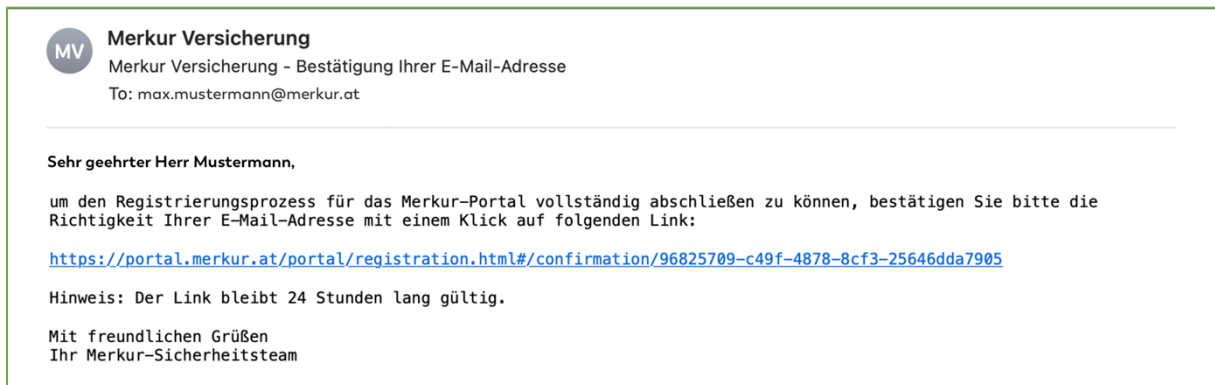 MV
Merkur Versicherung
Merkur Versicherung - Bestätigung Ihrer E-Mail-Adresse
To: max.mustermann@merkur.at
Sehr geehrter Herr Mustermann,
um den Registrierungsprozess für das Merkur-Portal vollständig abschließen zu können, bestätigen Sie bitte die
Richtigkeit Ihrer E-Mail-Adresse mit einem Klick auf folgenden Link:
https://portal.merkur.at/portal/registration.html#/confirmation/96825709-c49f-4878-8cf3-25646dda7905
Hinweis: Der Link bleibt 24 Stunden lang gültig.
Mit freundlichen Grüßen
Ihr Merkur-Sicherheitsteam